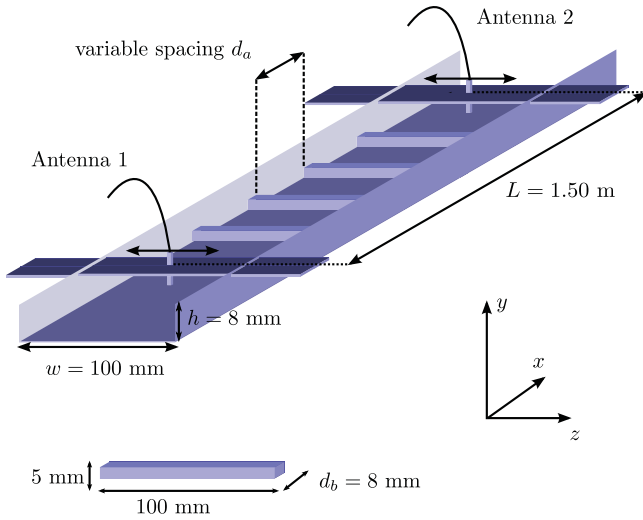 Antenna 2
variable spacing d_a
Antenna 1
L = 1.50 m
h = 8 mm
w = 100 mm
y
x
z
5 mm
d_b = 8 mm
100 mm